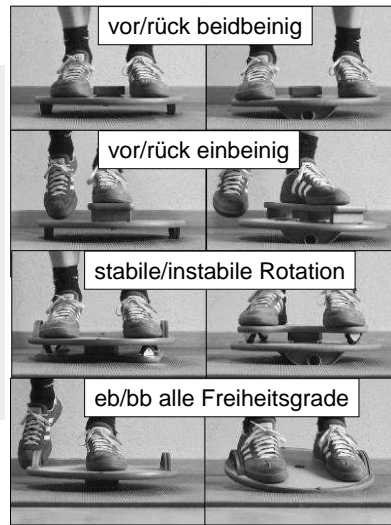 vor/rück beidbeinig
vor/rück einbeinig
stabile/instabile Rotation
eb/bb alle Freiheitsgrade